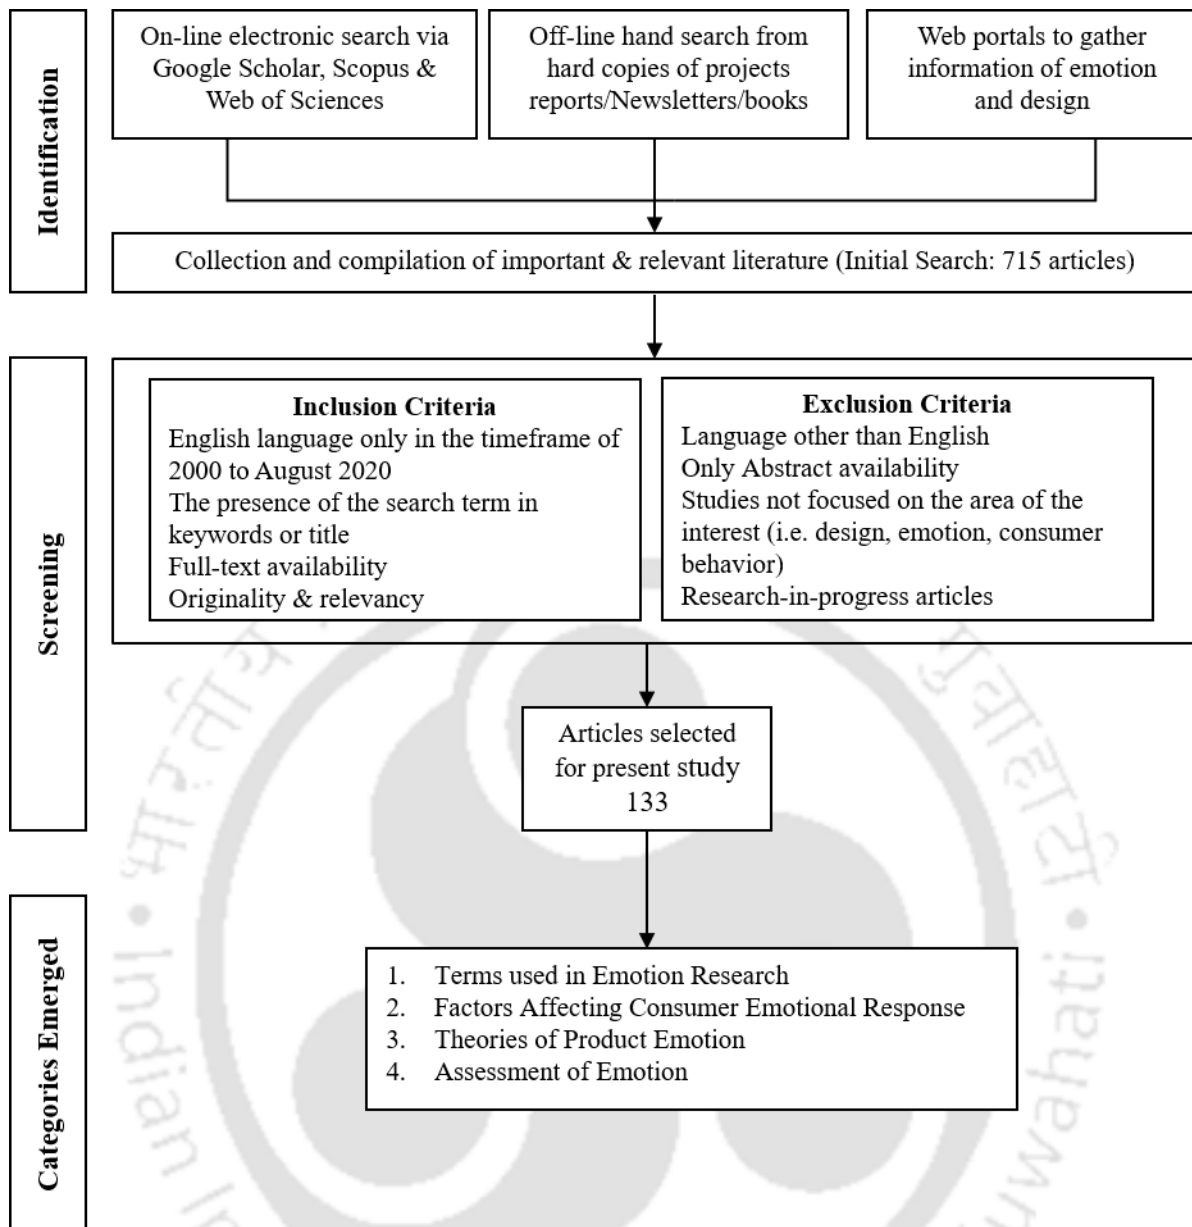 Identification
On-line electronic search via
Google Scholar, Scopus &
Web of Sciences
Off-line hand search from
hard copies of projects
reports/Newsletters/books
Web portals to gather
information of emotion
and design
Collection and compilation of important & relevant literature (Initial Search: 715 articles)
Screening
Inclusion Criteria
English language only in the timeframe of
2000 to August 2020
The presence of the search term in
keywords or title
Full-text availability
Originality & relevancy
Exclusion Criteria
Language other than English
Only Abstract availability
Studies not focused on the area of the
interest (i.e. design, emotion, consumer
behavior)
Research-in-progress articles
Articles selected
for present study
133
Categories Emerged
1. Terms used in Emotion Research
2. Factors Affecting Consumer Emotional Response
3. Theories of Product Emotion
4. Assessment of Emotion
भारतीय
गुवाहाटी
Indian In
uwahati